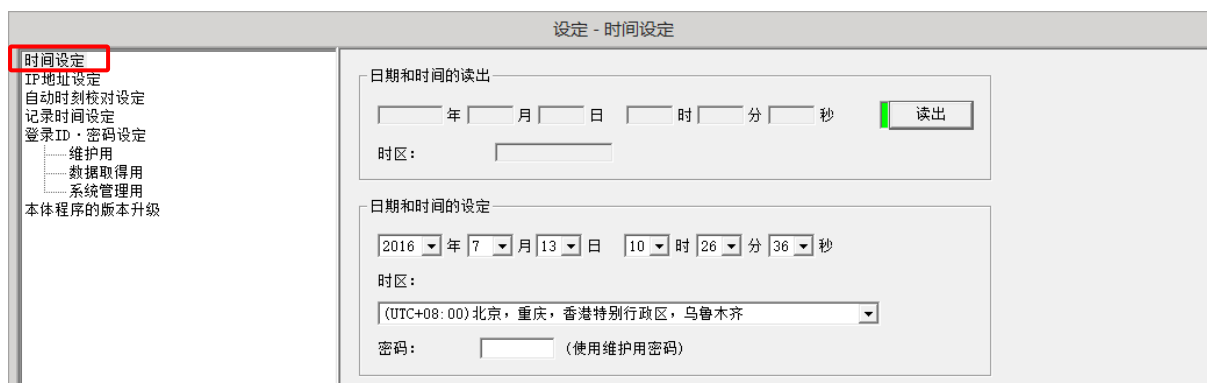 设定 - 时间设定
时间设定
IP地址设定
自动时刻校对设定
记录时间设定
登录ID・密码设定
维护用
数据取得用
系统管理用
本体程序的版本升级
日期和时间的读出
年 月 日 时 分 秒 读出
时区:
日期和时间的设定
2016 年 7 月 13 日 10 时 26 分 36 秒
时区:
(UTC+08:00)北京,重庆,香港特别行政区,乌鲁木齐
密码: (使用维护用密码)